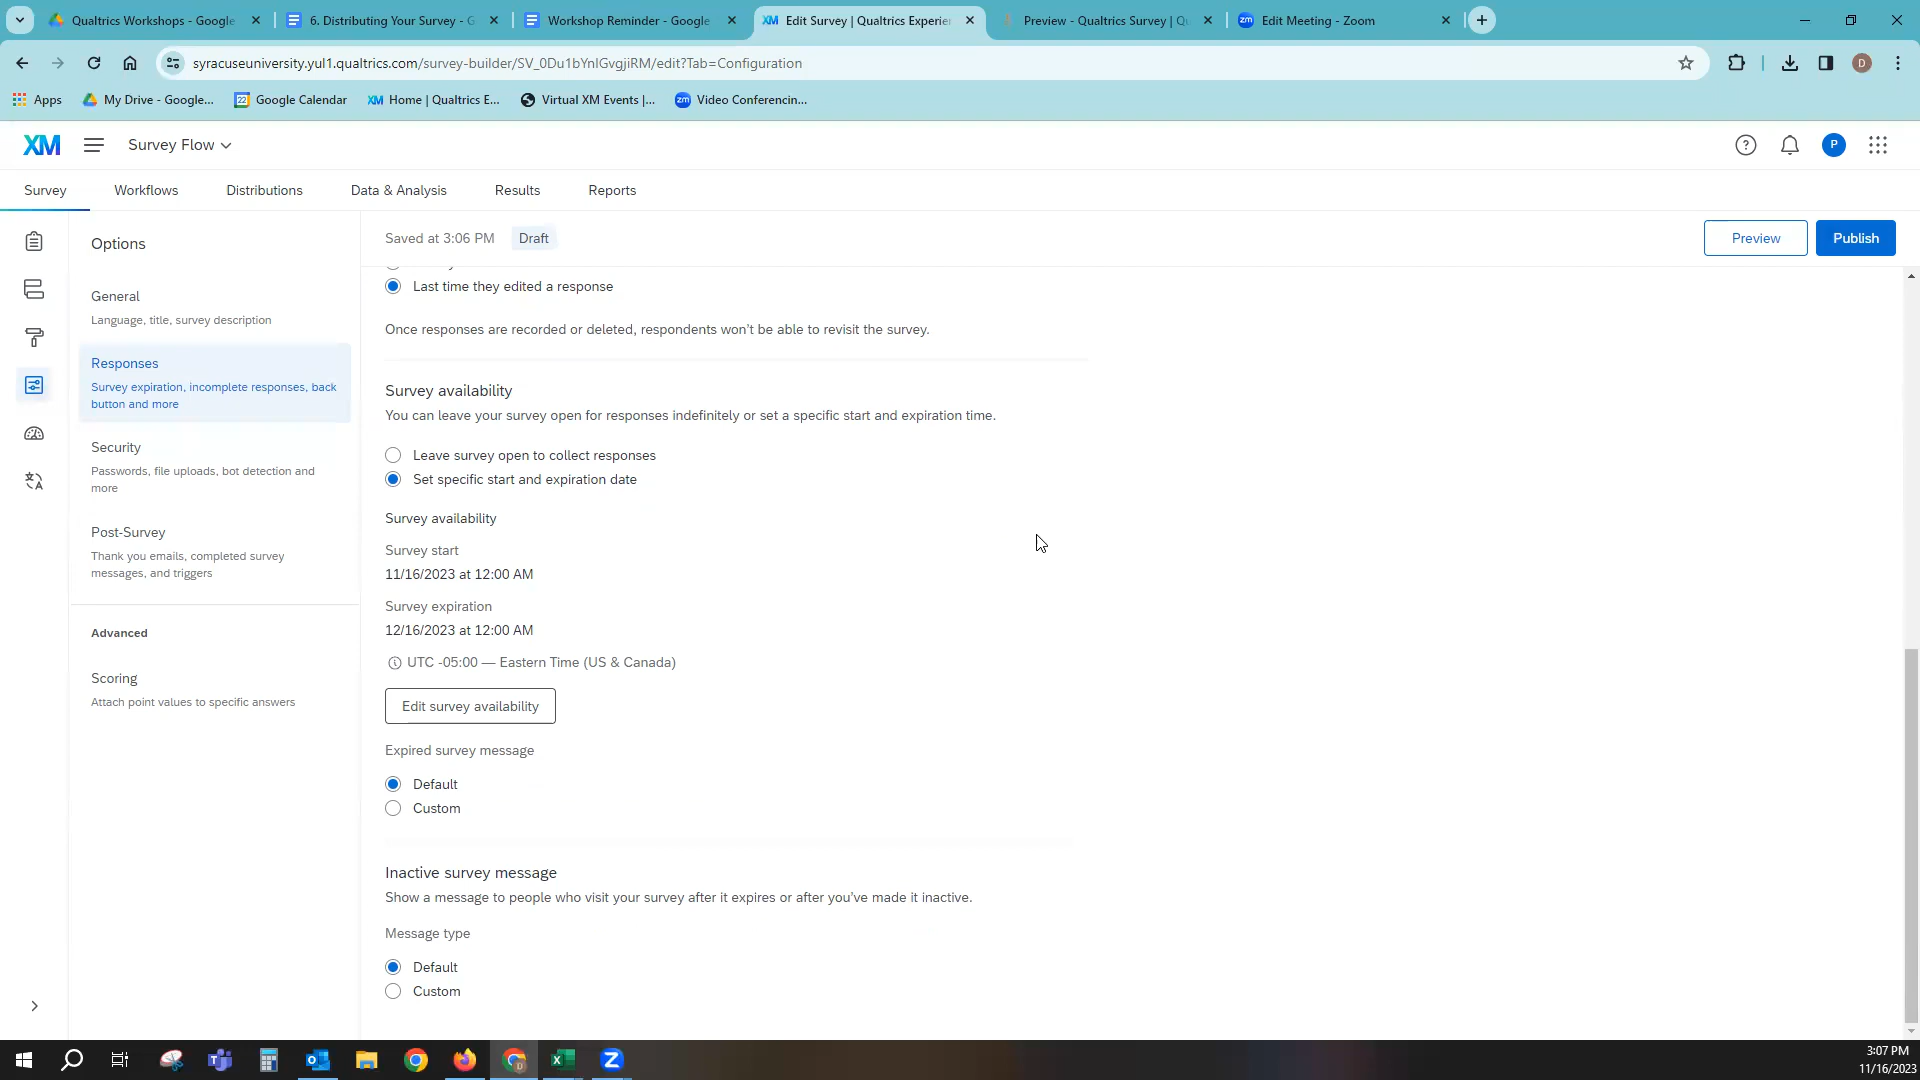 Qualtrics Workshops - Google
6. Distributing Your Survey - G
Workshop Reminder - Google
XM Edit Survey | Qualtrics Experien
Preview - Qualtrics Survey | Qu
zm Edit Meeting - Zoom
syracuseuniversity.yul1.qualtrics.com/survey-builder/SV_0Du1bYnlGvgjiRM/edit?Tab=Configuration
D
Apps
My Drive - Google...
22 Google Calendar
XM Home | Qualtrics E...
Virtual XM Events |...
zm Video Conferencin...
XM
Survey Flow
P
Survey
Workflows
Distributions
Data & Analysis
Results
Reports
Options
Saved at 3:06 PM
Draft
Preview
Publish
General
Language, title, survey description
Responses
Survey expiration, incomplete responses, back
button and more
Security
Passwords, file uploads, bot detection and
more
Post-Survey
Thank you emails, completed survey
messages, and triggers
Advanced
Scoring
Attach point values to specific answers
Last time they edited a response
Once responses are recorded or deleted, respondents won't be able to revisit the survey.
Survey availability
You can leave your survey open for responses indefinitely or set a specific start and expiration time.
Leave survey open to collect responses
Set specific start and expiration date
Survey availability
Survey start
11/16/2023 at 12:00 AM
Survey expiration
12/16/2023 at 12:00 AM
UTC -05:00 — Eastern Time (US & Canada)
Edit survey availability
Expired survey message
Default
Custom
Inactive survey message
Show a message to people who visit your survey after it expires or after you've made it inactive.
Message type
Default
Custom
3:07 PM
11/16/2023